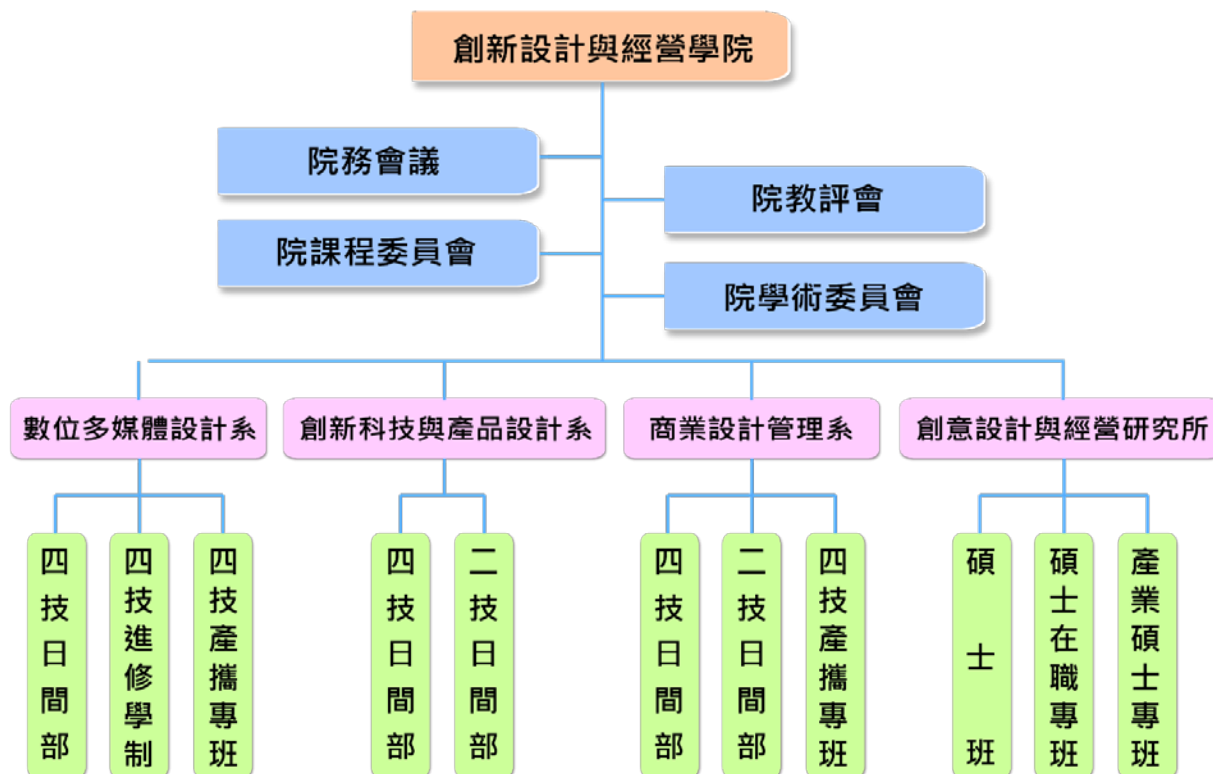 創新設計與經營學院
院務會議
院教評會
院課程委員會
院學術委員會
數位多媒體設計系
創新科技與產品設計系
商業設計管理系
創意設計與經營研究所
四技日間部
四技進修學制
四技產攜專班
四技日間部
二技日間部
四技日間部
二技日間部
四技產攜專班
碩士班
碩士在職專班
產業碩士專班